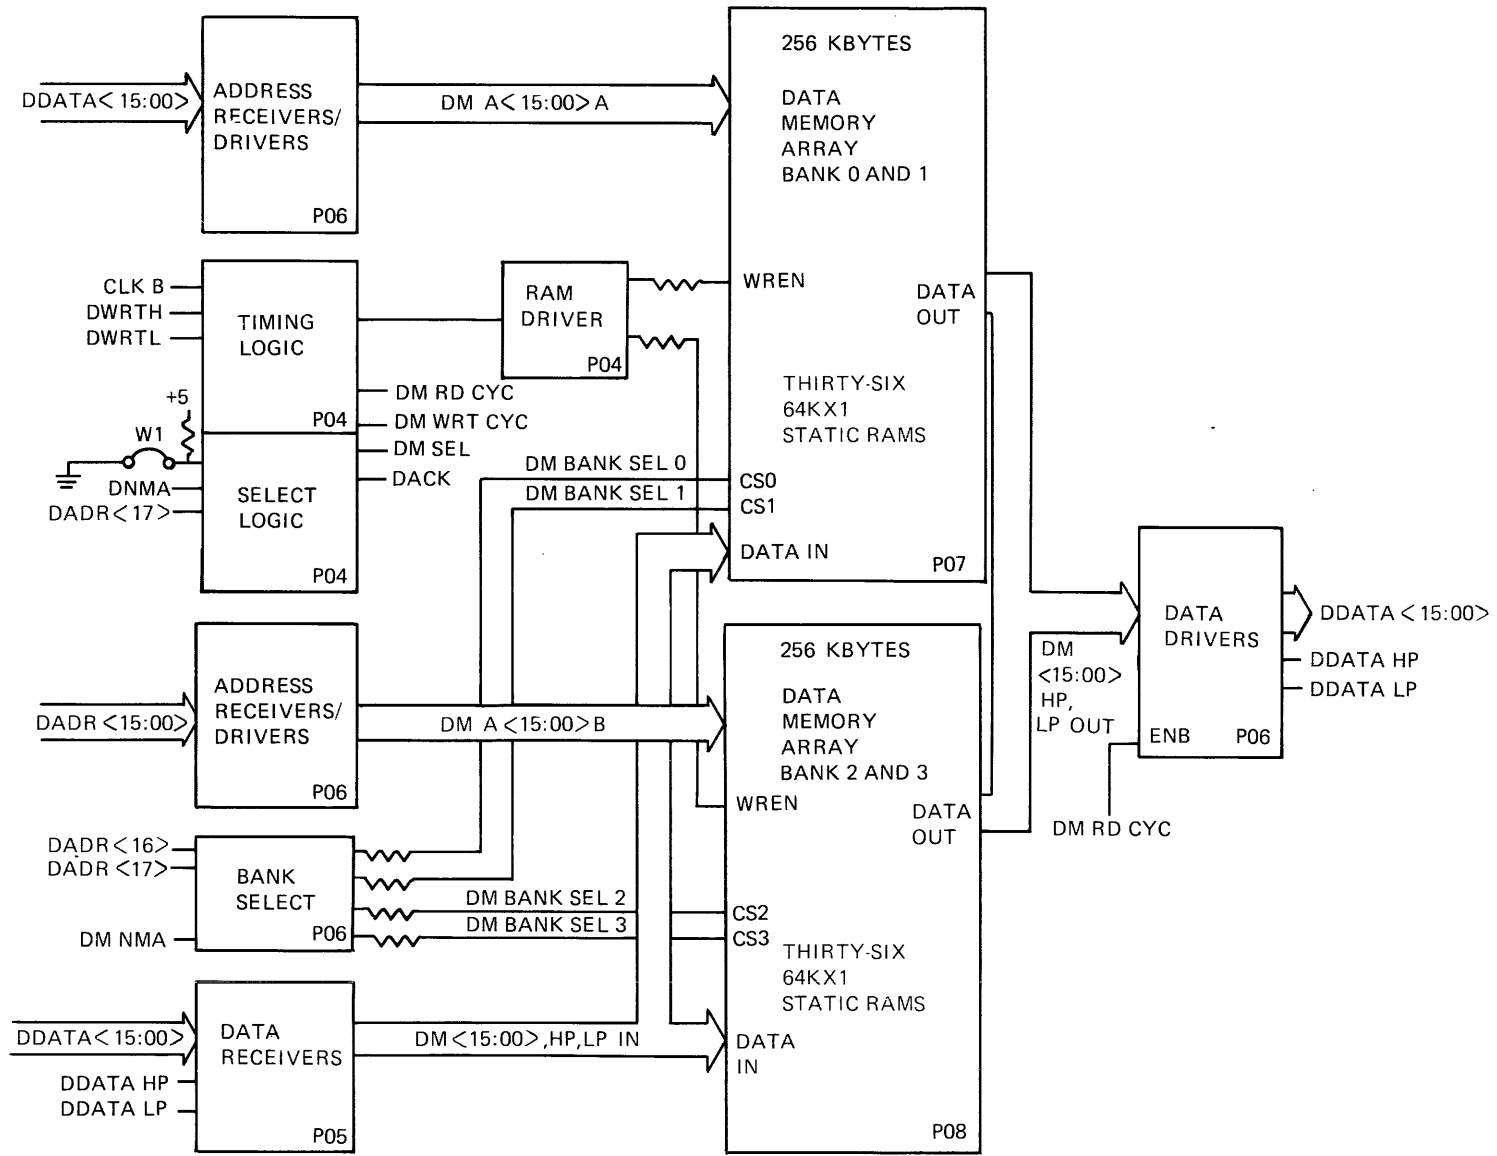 DDATA<15:00>
ADDRESS
RECEIVERS/
DRIVERS
P06
DM A<15:00>A
256 KBYTES
DATA
MEMORY
ARRAY
BANK 0 AND 1
WREN
DATA
OUT
THIRTY-SIX
64KX1
STATIC RAMS
CS0
CS1
DATA IN
P07
CLK B
DWRTH
DWRTL
TIMING
LOGIC
P04
RAM
DRIVER
P04
DM RD CYC
DM WRT CYC
DM SEL
DACK
+5
W1
DNMA
DADR<17>
SELECT
LOGIC
P04
DM BANK SEL 0
DM BANK SEL 1
DADR<15:00>
ADDRESS
RECEIVERS/
DRIVERS
P06
DM A<15:00>B
256 KBYTES
DATA
MEMORY
ARRAY
BANK 2 AND 3
WREN
DATA
OUT
CS2
CS3
THIRTY-SIX
64KX1
STATIC RAMS
DATA
IN
P08
DADR<16>
DADR<17>
DM NMA
BANK
SELECT
P06
DM BANK SEL 2
DM BANK SEL 3
DDATA<15:00>
DDATA HP
DDATA LP
DATA
RECEIVERS
P05
DM<15:00>,HP,LP IN
DM
<15:00>
HP,
LP OUT
DATA
DRIVERS
ENB
P06
DM RD CYC
DDATA<15:00>
DDATA HP
DDATA LP